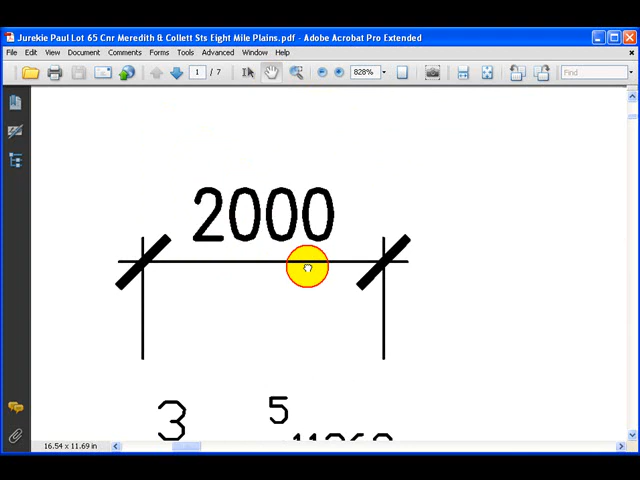 Jurekie Paul Lot 65 Cnr Meredith & Collett Sts Eight Mile Plains.pdf - Adobe Acrobat Pro Extended
File Edit View Document Comments Forms Tools Advanced Window Help
1 / 7 828% Find
2000
5
3
16.54 x 11.69 in